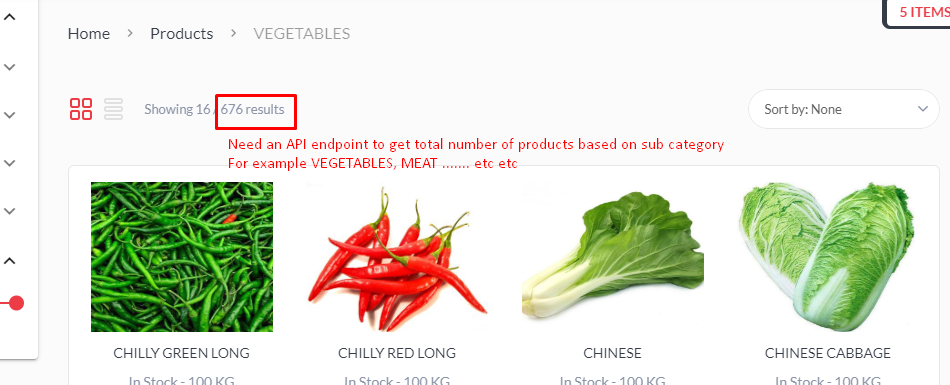 5 ITEMS
Home > Products > VEGETABLES
Showing 16 / 676 results
Sort by: None
Need an API endpoint to get total number of products based on sub category
For example VEGETABLES, MEAT ....... etc etc
CHILLY GREEN LONG
CHILLY RED LONG
CHINESE
CHINESE CABBAGE
In Stock - 100 KG
In Stock - 100 KG
In Stock - 100 KG
In Stock - 100 KG